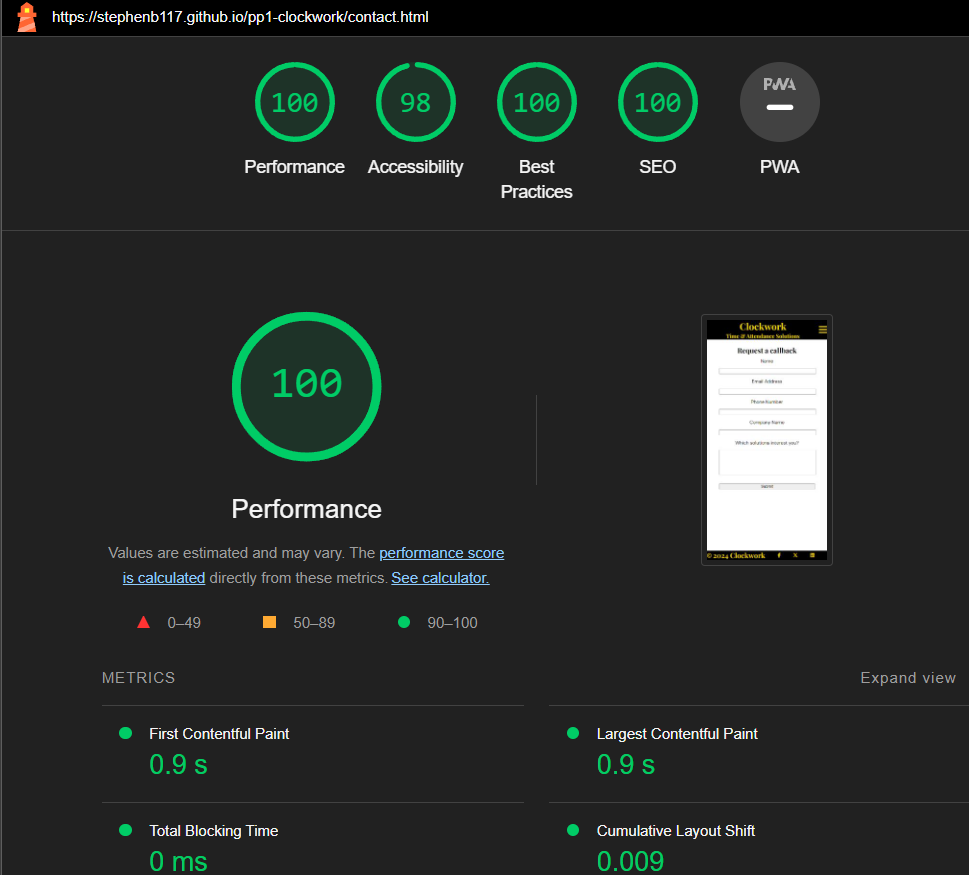 https://stephenb117.github.io/pp1-clockwork/contact.html
100
98
100
100
PWA
Performance
Accessibility
Best
Practices
SEO
PWA
100
Performance
Values are estimated and may vary. The performance score
is calculated directly from these metrics. See calculator.
0–49
50–89
90–100
Clockwork
Time & Attendance Solutions
Request a callback
Name
Email Address
Phone Number
Company Name
Which solutions interest you?
Submit
© 2024 Clockwork
METRICS
Expand view
First Contentful Paint
0.9 s
Largest Contentful Paint
0.9 s
Total Blocking Time
0 ms
Cumulative Layout Shift
0.009